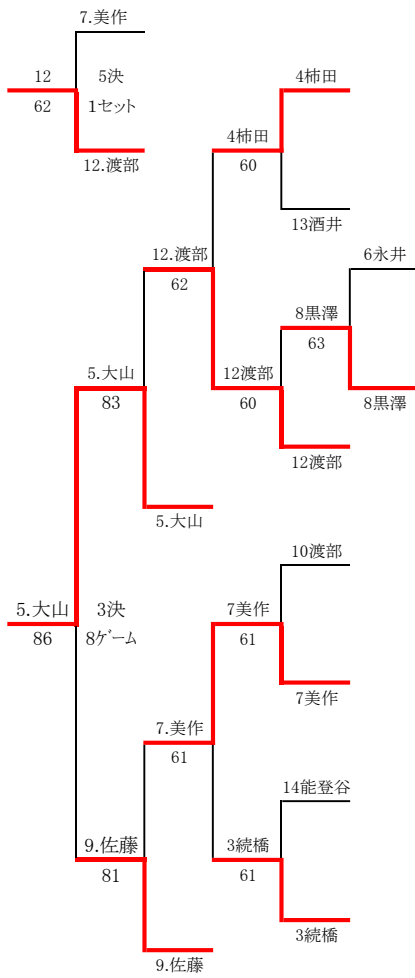 7.美作
12
5決
4柿田
62
1セット
12.渡部
4柿田
60
13酒井
12.渡部
6永井
62
8黒澤
63
5.大山
12渡部
83
60
8黒澤
12渡部
5.大山
10渡部
5.大山
3決
7美作
86
8ゲーム
61
7美作
7.美作
61
14能登谷
9.佐藤
3続橋
81
61
3続橋
9.佐藤